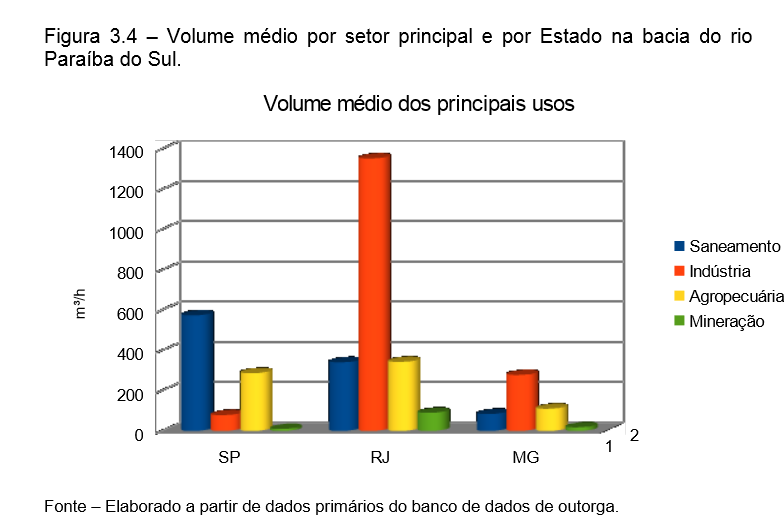 Figura 3.4 – Volume médio por setor principal e por Estado na bacia do rio
Paraíba do Sul.
Volume médio dos principais usos
1400
1200
1000
800
600
400
200
0
m³/h
SP
RJ
MG
1
2
Saneamento
Indústria
Agropecuária
Mineração
Fonte – Elaborado a partir de dados primários do banco de dados de outorga.